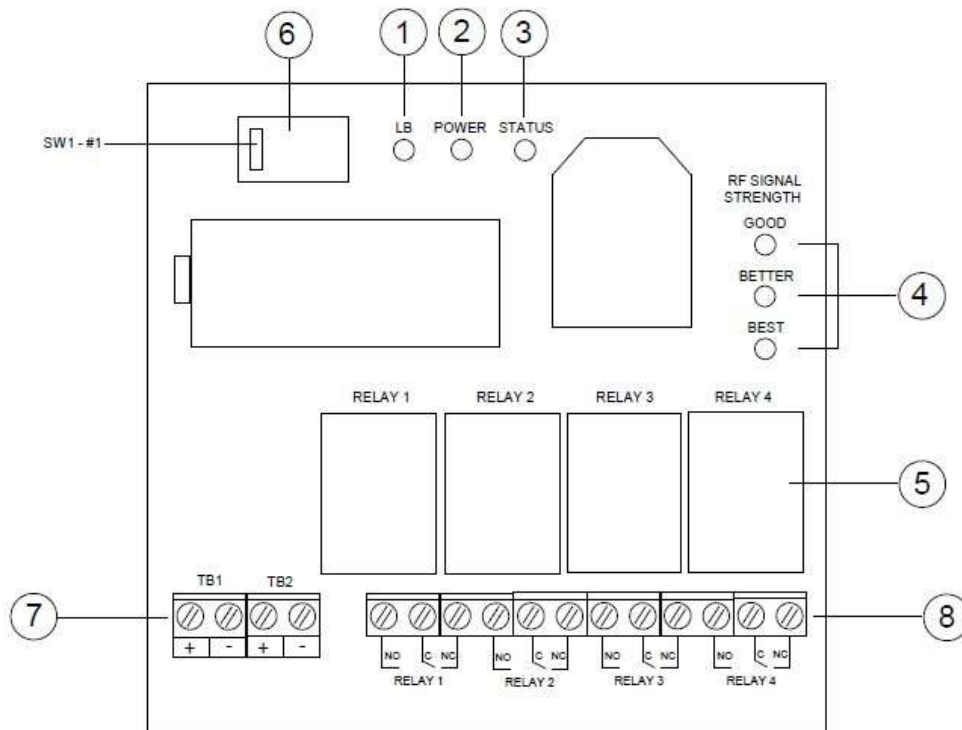 6 1 2 3
SW1 - #1
LB POWER STATUS
RF SIGNAL
STRENGTH
GOOD
BETTER
4
BEST
RELAY 1 RELAY 2 RELAY 3 RELAY 4
5
TB1 TB2
7
8
+ - + -
NO C NC NO C NC NO C NC NO C NC
RELAY 1 RELAY 2 RELAY 3 RELAY 4